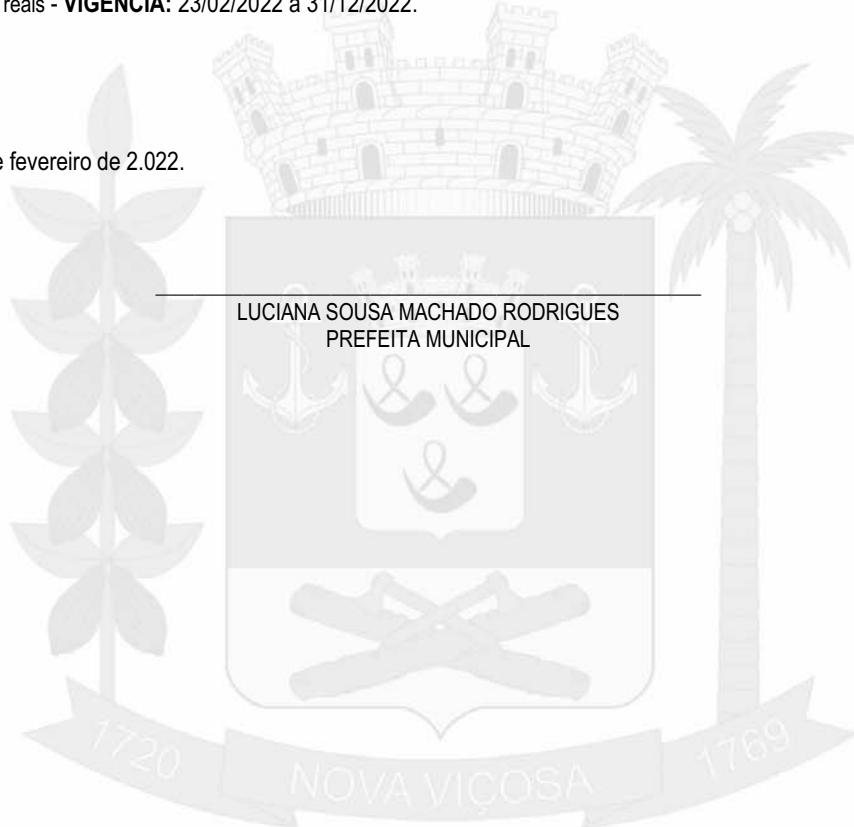 reais - VIGÊNCIA: 23/02/2022 à 31/12/2022.
e fevereiro de 2.022.
LUCIANA SOUSA MACHADO RODRIGUES
PREFEITA MUNICIPAL
1720 NOVA VIÇOSA 1769